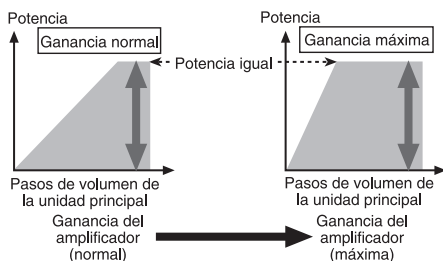 Potencia
Ganancia normal
Potencia igual
Pasos de volumen de
la unidad principal
Ganancia del
amplificador
(normal)
Potencia
Ganancia máxima
Pasos de volumen de
la unidad principal
Ganancia del
amplificador
(máxima)